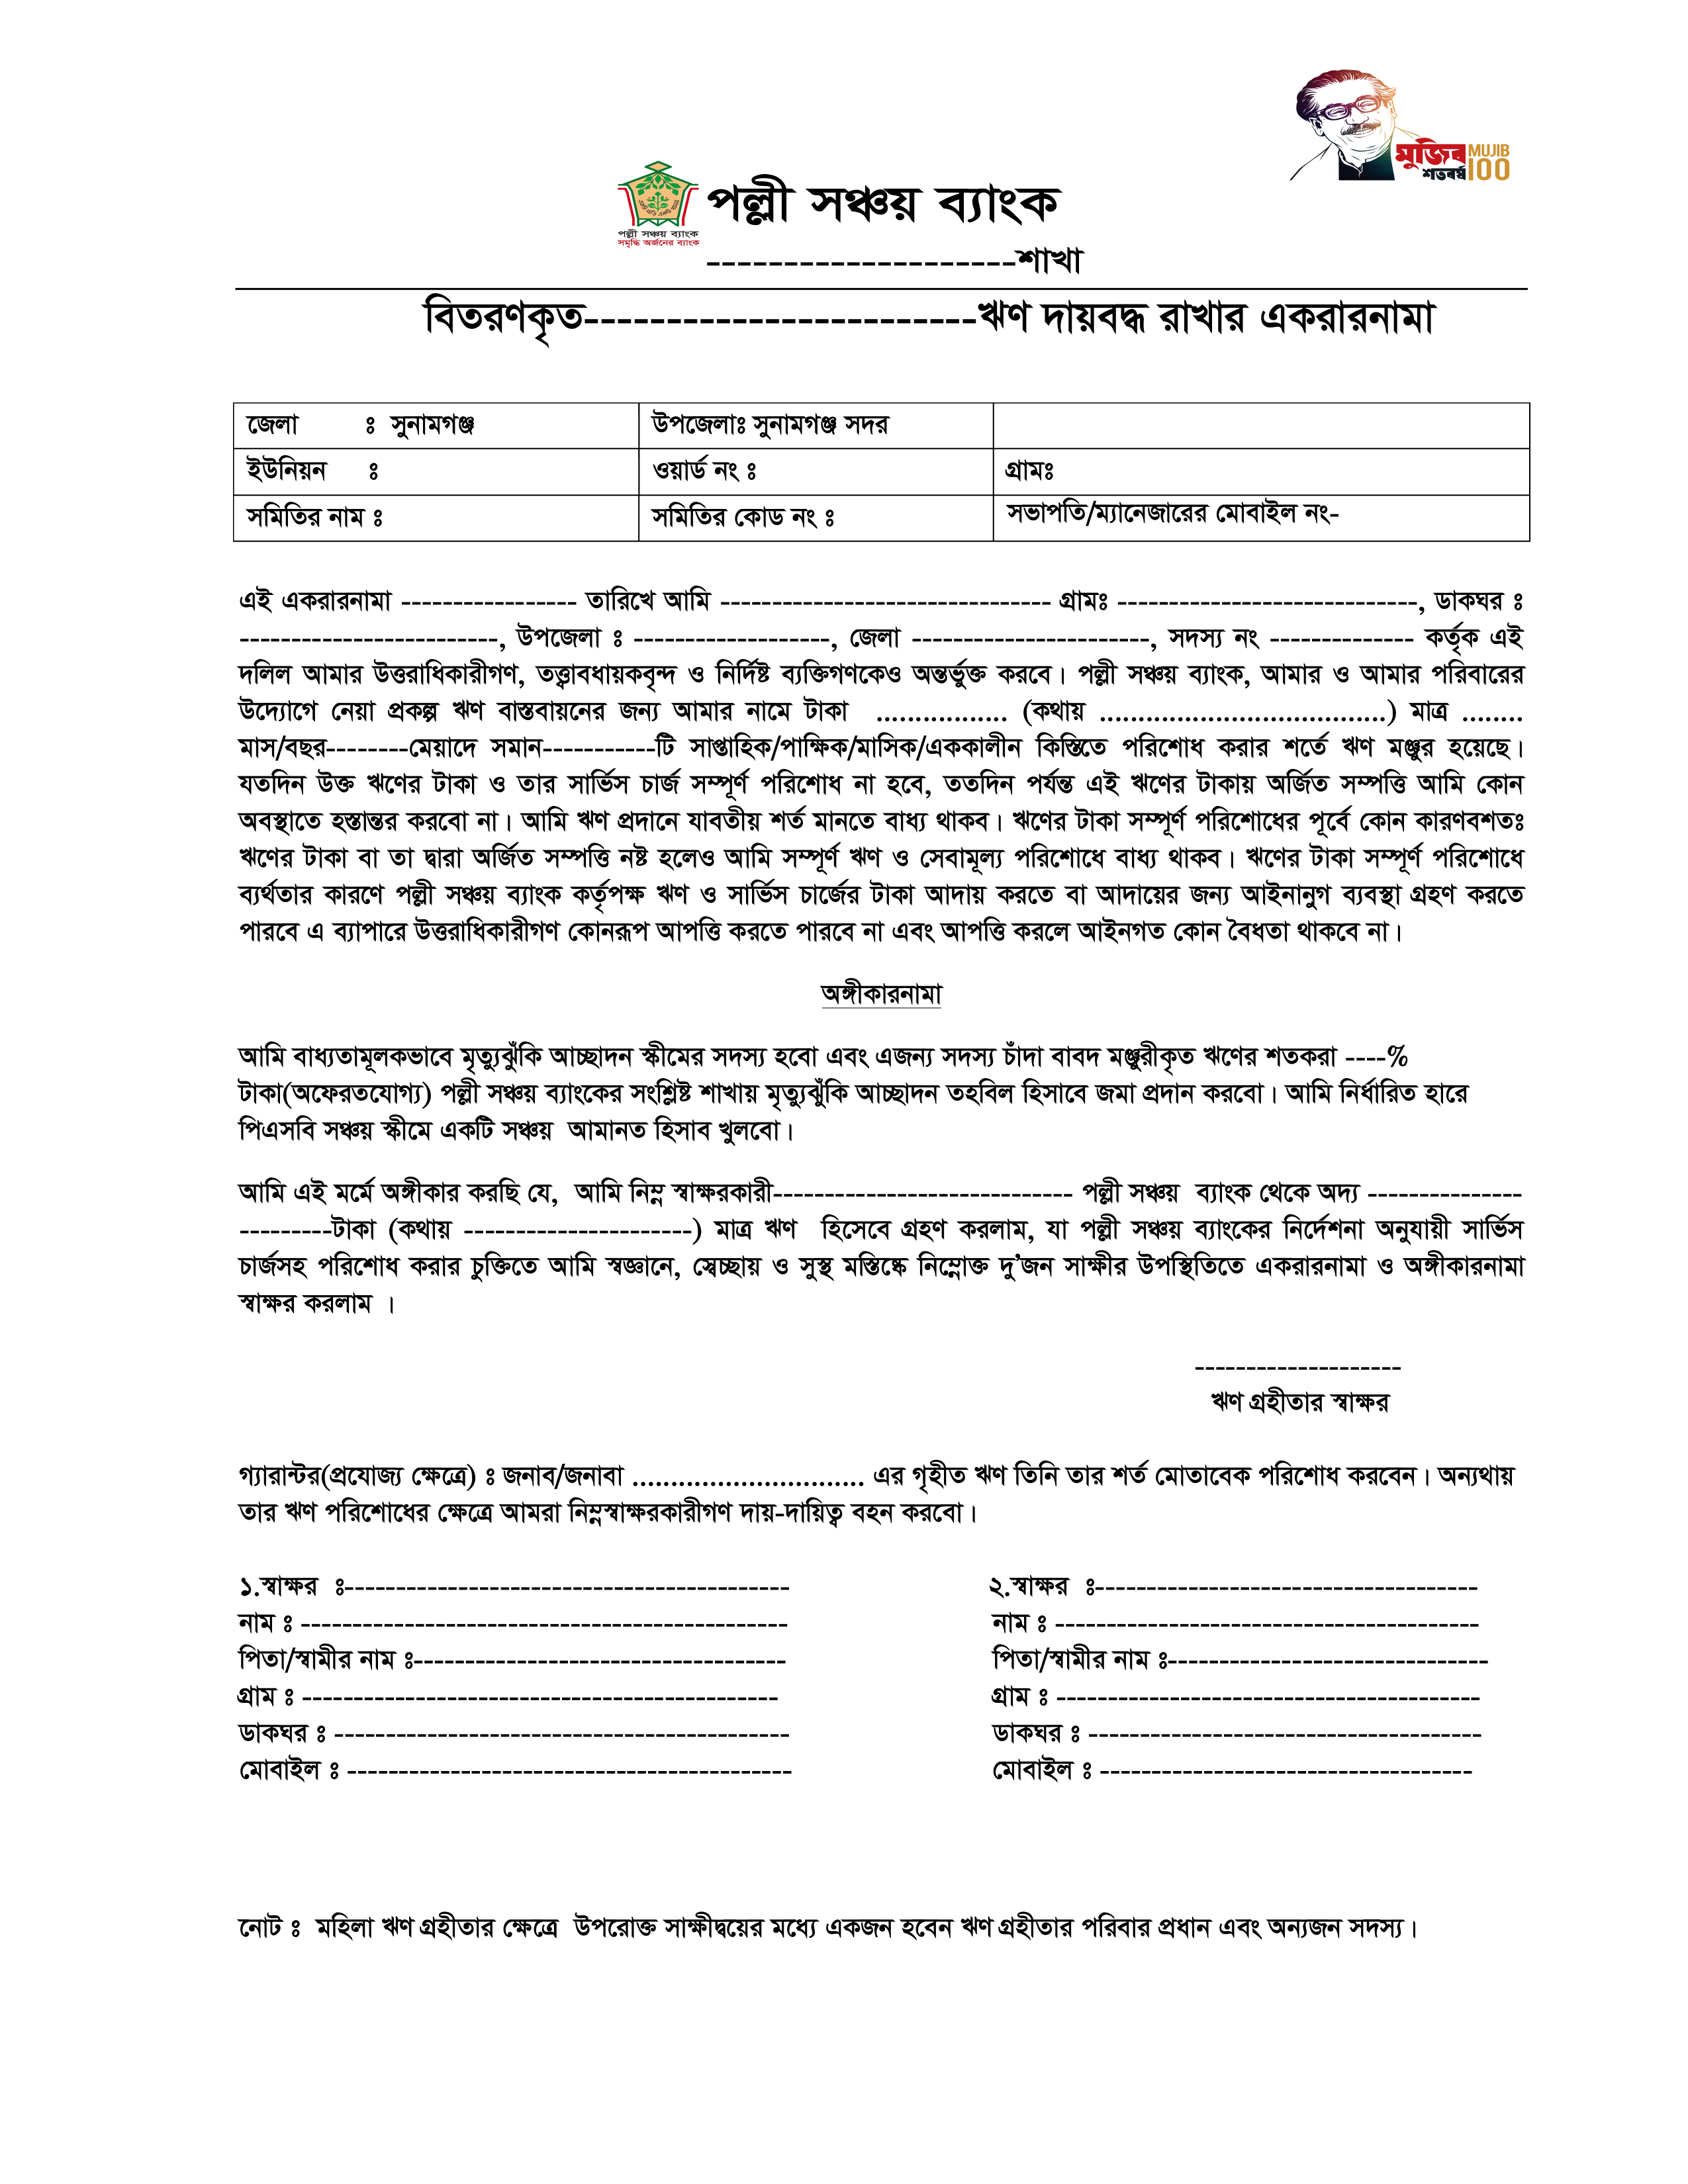 মুজিব MUJIB
শতবর্ষ 100
পল্লী সঞ্চয় ব্যাংক
পল্লী সঞ্চয় ব্যাংক
সমৃদ্ধি অর্জনের ব্যাংক
--------------------শাখা
বিতরণকৃত------------------------ঋণ দায়বদ্ধ রাখার একরারনামা
জেলা ঃ সুনামগঞ্জ উপজেলাঃ সুনামগঞ্জ সদর
ইউনিয়ন ঃ ওয়ার্ড নং ঃ গ্রামঃ
সমিতির নাম ঃ সমিতির কোড নং ঃ সভাপতি/ম্যানেজারের মোবাইল নং-
এই একরারনামা ----------------- তারিখে আমি -------------------------------- গ্রামঃ -----------------------------, ডাকঘর ঃ
-------------------------, উপজেলা ঃ -------------------, জেলা -----------------------, সদস্য নং -------------- কর্তৃক এই
দলিল আমার উত্তরাধিকারীগণ, তত্ত্বাবধায়কবৃন্দ ও নির্দিষ্ট ব্যক্তিগণকেও অন্তর্ভুক্ত করবে। পল্লী সঞ্চয় ব্যাংক, আমার ও আমার পরিবারের
উদ্যোগে নেয়া প্রকল্প ঋণ বাস্তবায়নের জন্য আমার নামে টাকা ................. (কথায় .....................................) মাত্র ........
মাস/বছর--------মেয়াদে সমান-----------টি সাপ্তাহিক/পাক্ষিক/মাসিক/এককালীন কিস্তিতে পরিশোধ করার শর্তে ঋণ মঞ্জুর হয়েছে।
যতদিন উক্ত ঋণের টাকা ও তার সার্ভিস চার্জ সম্পূর্ণ পরিশোধ না হবে, ততদিন পর্যন্ত এই ঋণের টাকায় অর্জিত সম্পত্তি আমি কোন
অবস্থাতে হস্তান্তর করবো না। আমি ঋণ প্রদানে যাবতীয় শর্ত মানতে বাধ্য থাকব। ঋণের টাকা সম্পূর্ণ পরিশোধের পূর্বে কোন কারণবশতঃ
ঋণের টাকা বা তা দ্বারা অর্জিত সম্পত্তি নষ্ট হলেও আমি সম্পূর্ণ ঋণ ও সেবামূল্য পরিশোধে বাধ্য থাকব। ঋণের টাকা সম্পূর্ণ পরিশোধে
ব্যর্থতার কারণে পল্লী সঞ্চয় ব্যাংক কর্তৃপক্ষ ঋণ ও সার্ভিস চার্জের টাকা আদায় করতে বা আদায়ের জন্য আইনানুগ ব্যবস্থা গ্রহণ করতে
পারবে এ ব্যাপারে উত্তরাধিকারীগণ কোনরূপ আপত্তি করতে পারবে না এবং আপত্তি করলে আইনগত কোন বৈধতা থাকবে না।
অঙ্গীকারনামা
আমি বাধ্যতামূলকভাবে মৃত্যুঝুঁকি আচ্ছাদন স্কীমের সদস্য হবো এবং এজন্য সদস্য চাঁদা বাবদ মঞ্জুরীকৃত ঋণের শতকরা ----%
টাকা(অফেরতযোগ্য) পল্লী সঞ্চয় ব্যাংকের সংশ্লিষ্ট শাখায় মৃত্যুঝুঁকি আচ্ছাদন তহবিল হিসাবে জমা প্রদান করবো। আমি নির্ধারিত হারে
পিএসবি সঞ্চয় স্কীমে একটি সঞ্চয় আমানত হিসাব খুলবো।
আমি এই মর্মে অঙ্গীকার করছি যে, আমি নিম্ন স্বাক্ষরকারী----------------------------- পল্লী সঞ্চয় ব্যাংক থেকে অদ্য ---------------
---------টাকা (কথায় ----------------------) মাত্র ঋণ হিসেবে গ্রহণ করলাম, যা পল্লী সঞ্চয় ব্যাংকের নির্দেশনা অনুযায়ী সার্ভিস
চার্জসহ পরিশোধ করার চুক্তিতে আমি স্বজ্ঞানে, স্বেচ্ছায় ও সুস্থ মস্তিষ্কে নিম্নোক্ত দু’জন সাক্ষীর উপস্থিতিতে একরারনামা ও অঙ্গীকারনামা
স্বাক্ষর করলাম ।
--------------------
ঋণ গ্রহীতার স্বাক্ষর
গ্যারান্টর(প্রযোজ্য ক্ষেত্রে) ঃ জনাব/জনাবা .............................. এর গৃহীত ঋণ তিনি তার শর্ত মোতাবেক পরিশোধ করবেন। অন্যথায়
তার ঋণ পরিশোধের ক্ষেত্রে আমরা নিম্নস্বাক্ষরকারীগণ দায়-দায়িত্ব বহন করবো।
১.স্বাক্ষর ঃ------------------------------------------- ২.স্বাক্ষর ঃ-------------------------------------
নাম ঃ ----------------------------------------------- নাম ঃ -----------------------------------------
পিতা/স্বামীর নাম ঃ------------------------------------ পিতা/স্বামীর নাম ঃ-------------------------------
গ্রাম ঃ ---------------------------------------------- গ্রাম ঃ -----------------------------------------
ডাকঘর ঃ -------------------------------------------- ডাকঘর ঃ --------------------------------------
মোবাইল ঃ ------------------------------------------- মোবাইল ঃ ------------------------------------
নোট ঃ মহিলা ঋণ গ্রহীতার ক্ষেত্রে উপরোক্ত সাক্ষীদ্বয়ের মধ্যে একজন হবেন ঋণ গ্রহীতার পরিবার প্রধান এবং অন্যজন সদস্য।